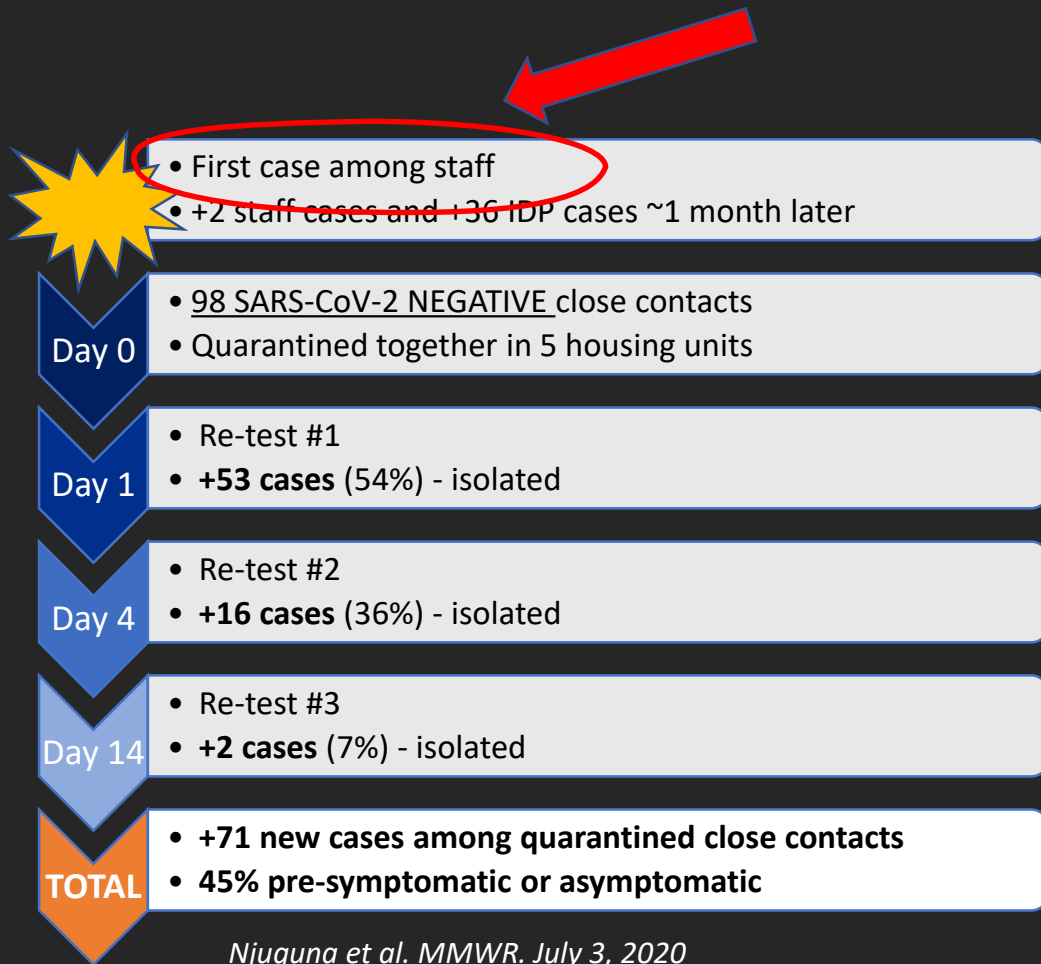 • First case among staff
• +2 staff cases and +36 IDP cases ~1 month later
Day 0
• 98 SARS-CoV-2 NEGATIVE close contacts
• Quarantined together in 5 housing units
Day 1
• Re-test #1
• +53 cases (54%) - isolated
Day 4
• Re-test #2
• +16 cases (36%) - isolated
Day 14
• Re-test #3
• +2 cases (7%) - isolated
TOTAL
• +71 new cases among quarantined close contacts
• 45% pre-symptomatic or asymptomatic
Njuguna et al. MMWR. July 3, 2020